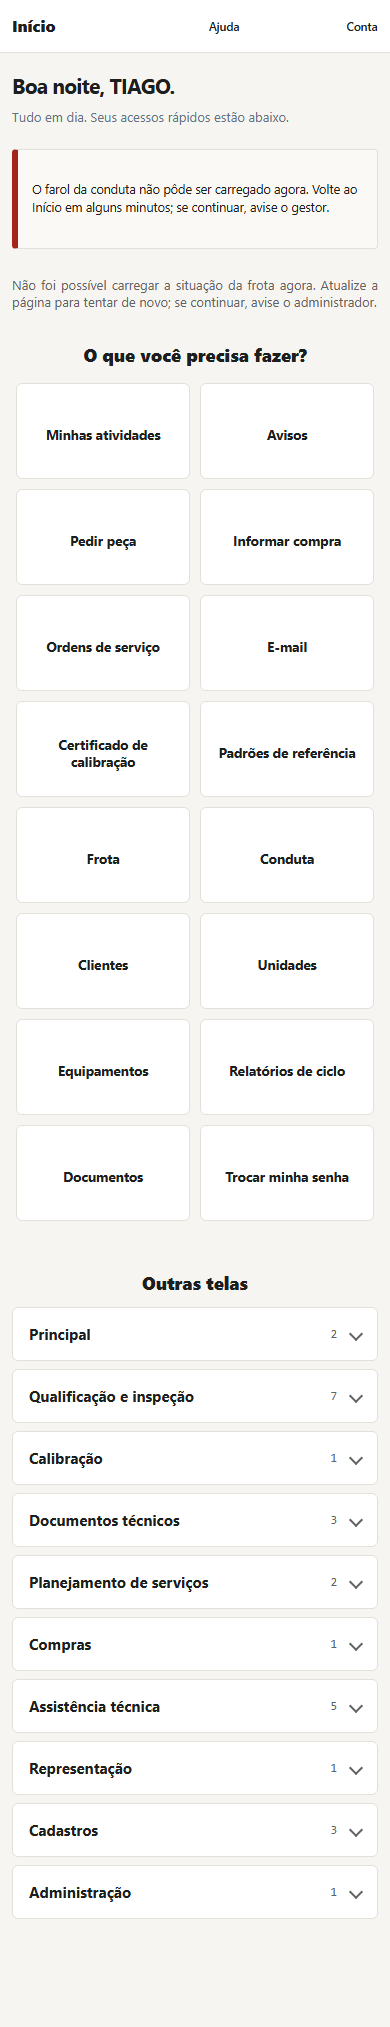 Início
Ajuda
Conta
Boa noite, TIAGO.
Tudo em dia. Seus acessos rápidos estão abaixo.
O farol da conduta não pôde ser carregado agora. Volte ao
Início em alguns minutos; se continuar, avise o gestor.
Não foi possível carregar a situação da frota agora. Atualize a
página para tentar de novo; se continuar, avise o administrador.
O que você precisa fazer?
Minhas atividades
Avisos
Pedir peça
Informar compra
Ordens de serviço
E-mail
Certificado de
calibração
Padrões de referência
Frota
Conduta
Clientes
Unidades
Equipamentos
Relatórios de ciclo
Documentos
Trocar minha senha
Outras telas
Principal 2
Qualificação e inspeção 7
Calibração 1
Documentos técnicos 3
Planejamento de serviços 2
Compras 1
Assistência técnica 5
Representação 1
Cadastros 3
Administração 1